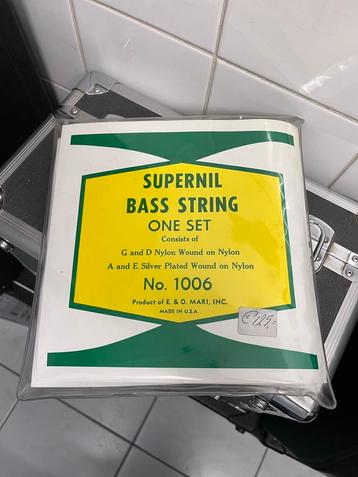 SUPERNIL
BASS STRING
ONE SET
Consists of
G and D Nylon Wound on Nylon
A and E Silver Plated Wound on Nylon
No. 1006
Product of E. & O. MARI, INC.
MADE IN U.S.A.
€ 125,-